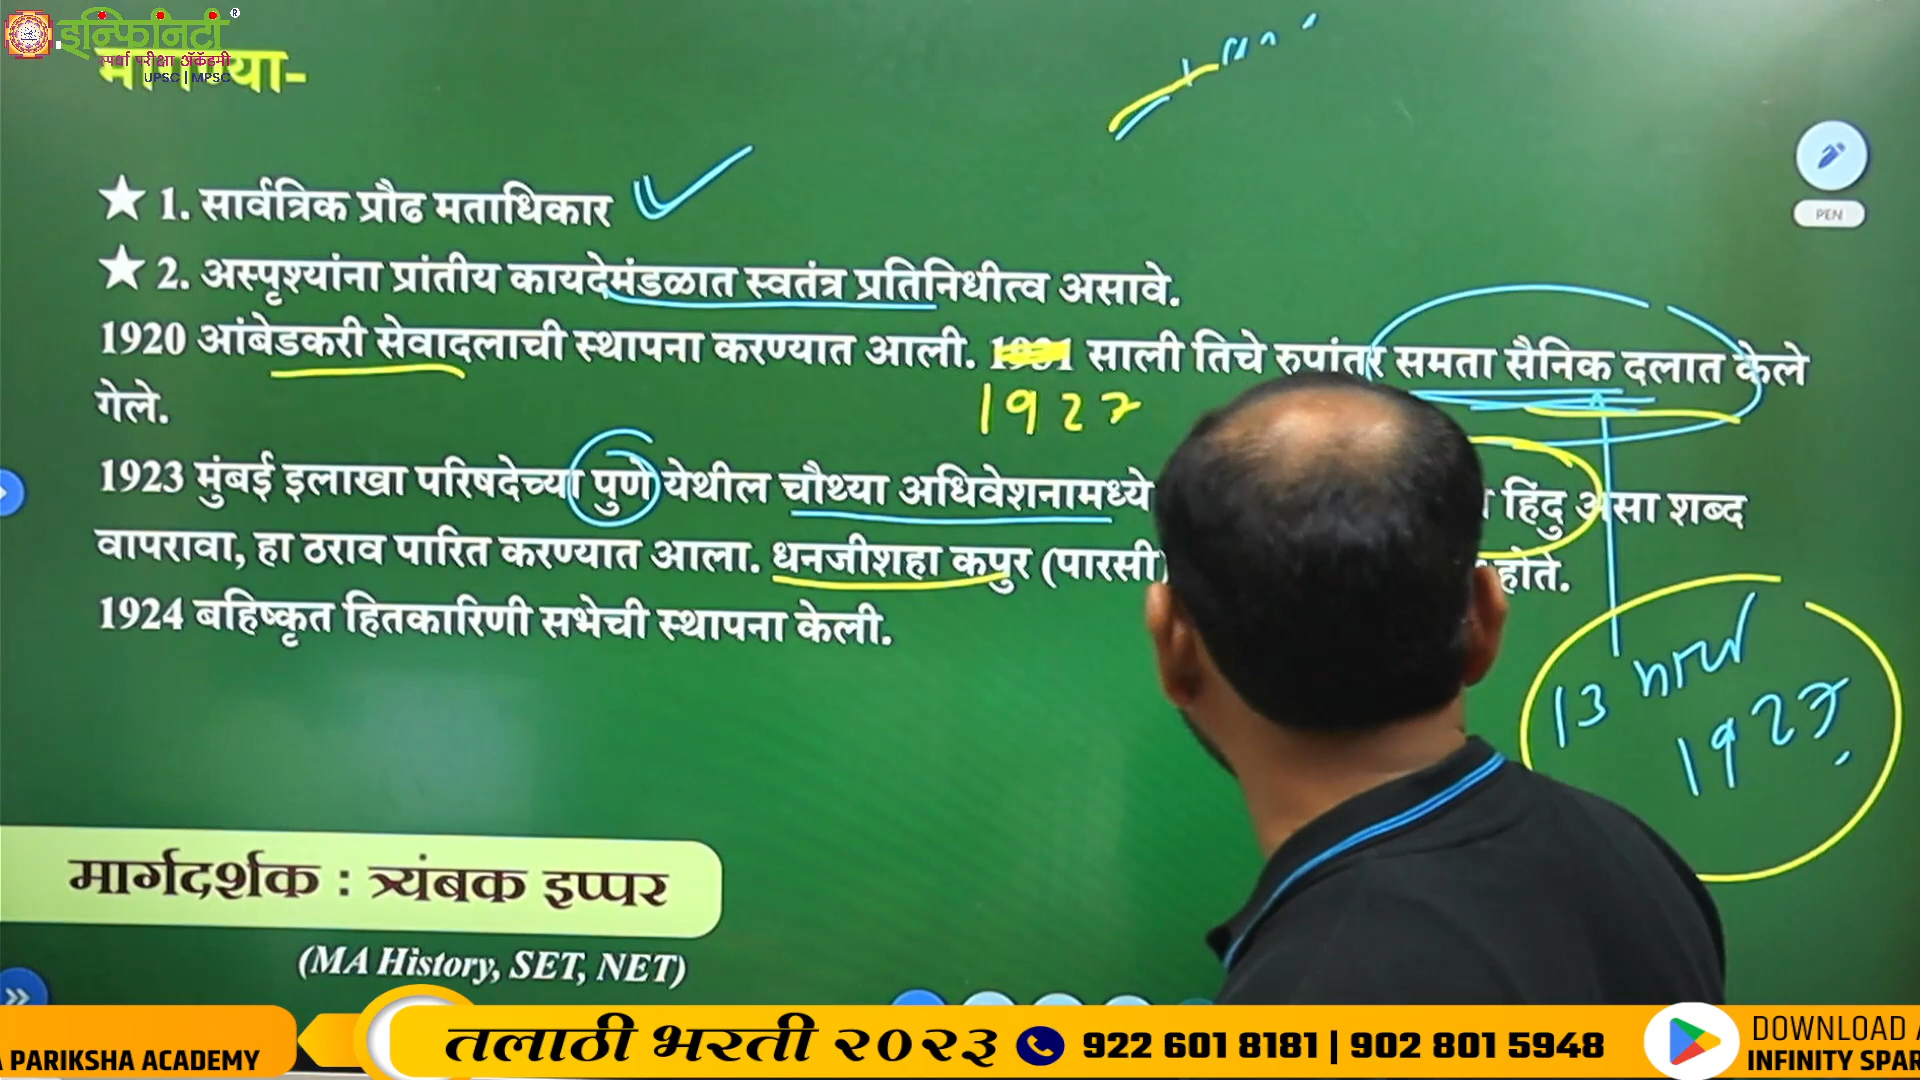 इन्फिनिटी
स्पर्धा परीक्षा अ‍ॅकॅडमी
UPSC | MPSC
मागण्या-
PEN
★ 1. सार्वत्रिक प्रौढ मताधिकार
★ 2. अस्पृश्यांना प्रांतीय कायदेमंडळात स्वतंत्र प्रतिनिधीत्व असावे.
1920 आंबेडकरी सेवादलाची स्थापना करण्यात आली. साली तिचे रुपांतर समता सैनिक दलात केले
गेले.
1927
1923 मुंबई इलाखा परिषदेच्या पुणे येथील चौथ्या अधिवेशनामध्ये हिंदु असा शब्द
वापरावा, हा ठराव पारित करण्यात आला. धनजीशहा कपुर (पारसी) होते.
1924 बहिष्कृत हितकारिणी सभेची स्थापना केली.
13 मार्च
1927
मार्गदर्शक : त्र्यंबक इप्पर
(MA History, SET, NET)
PARIKSHA ACADEMY
तलाठी भरती २०२३
922 601 8181 | 902 801 5948
DOWNLOAD
INFINITY